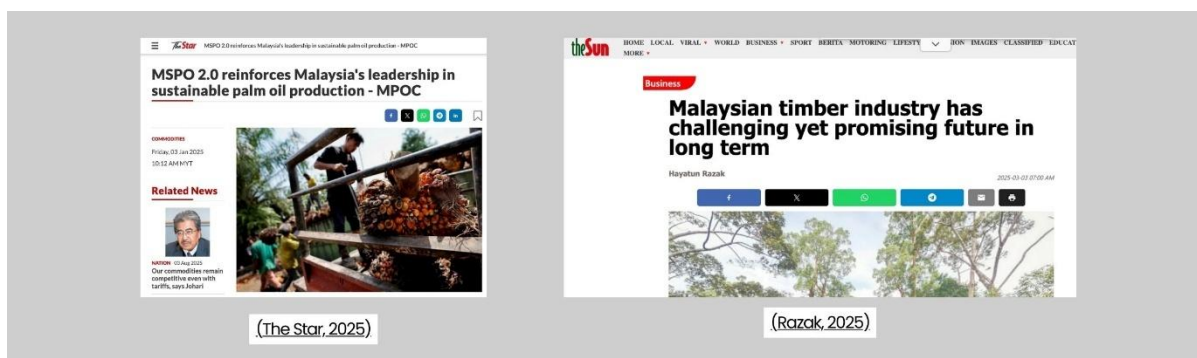 The Star
MSPO 2.0 reinforces Malaysia's leadership in sustainable palm oil production - MPOC
MSPO 2.0 reinforces Malaysia's leadership in
sustainable palm oil production - MPOC
COMMODITIES
Friday, 03 Jan 2025
10:12 AM MYT
Related News
NATION 03 Aug 2025
Our commodities remain
competitive even with
tariffs, says Johari
(The Star, 2025)
theSun
HOME LOCAL VIRAL WORLD BUSINESS SPORT BERITA MOTORING LIFESTY ION IMAGES CLASSIFIED EDUCAT
MORE
Business
Malaysian timber industry has
challenging yet promising future in
long term
Hayatun Razak
2025-03-03 07:00 AM
(Razak, 2025)